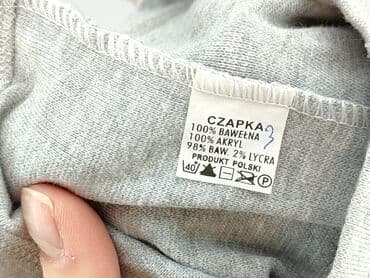 CZAPKA 3
100% BAWEŁNA
100% AKRYL
98% BAW. 2% LYCRA
PRODUKT POLSKI
40° P